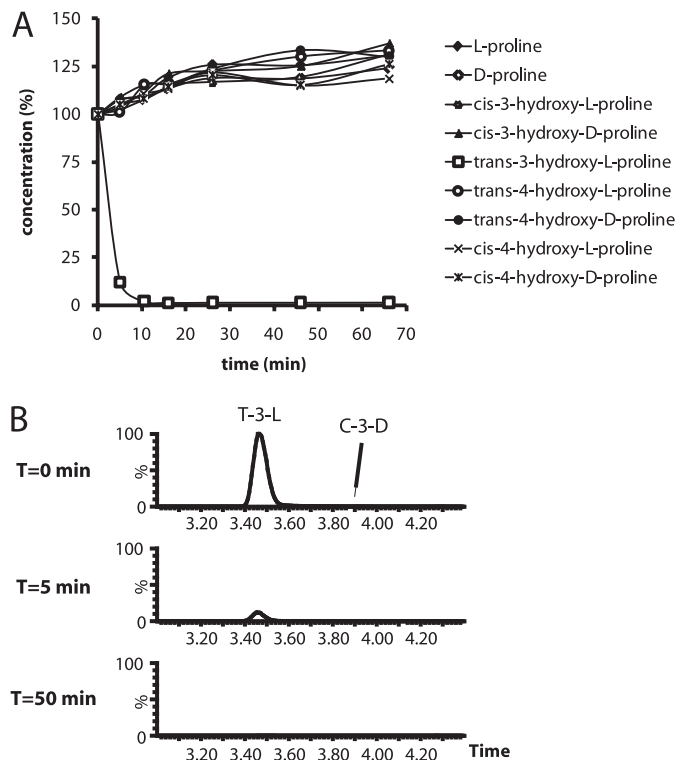 A
concentration (%)
150
125
100
75
50
25
0
0 10 20 30 40 50 60 70
time (min)
L-proline
D-proline
cis-3-hydroxy-L-proline
cis-3-hydroxy-D-proline
trans-3-hydroxy-L-proline
trans-4-hydroxy-L-proline
trans-4-hydroxy-D-proline
cis-4-hydroxy-L-proline
cis-4-hydroxy-D-proline
B
T-3-L
C-3-D
T=0 min
100
%
0
3.20 3.40 3.60 3.80 4.00 4.20
T=5 min
100
%
0
3.20 3.40 3.60 3.80 4.00 4.20
T=50 min
100
%
0
3.20 3.40 3.60 3.80 4.00 4.20
Time